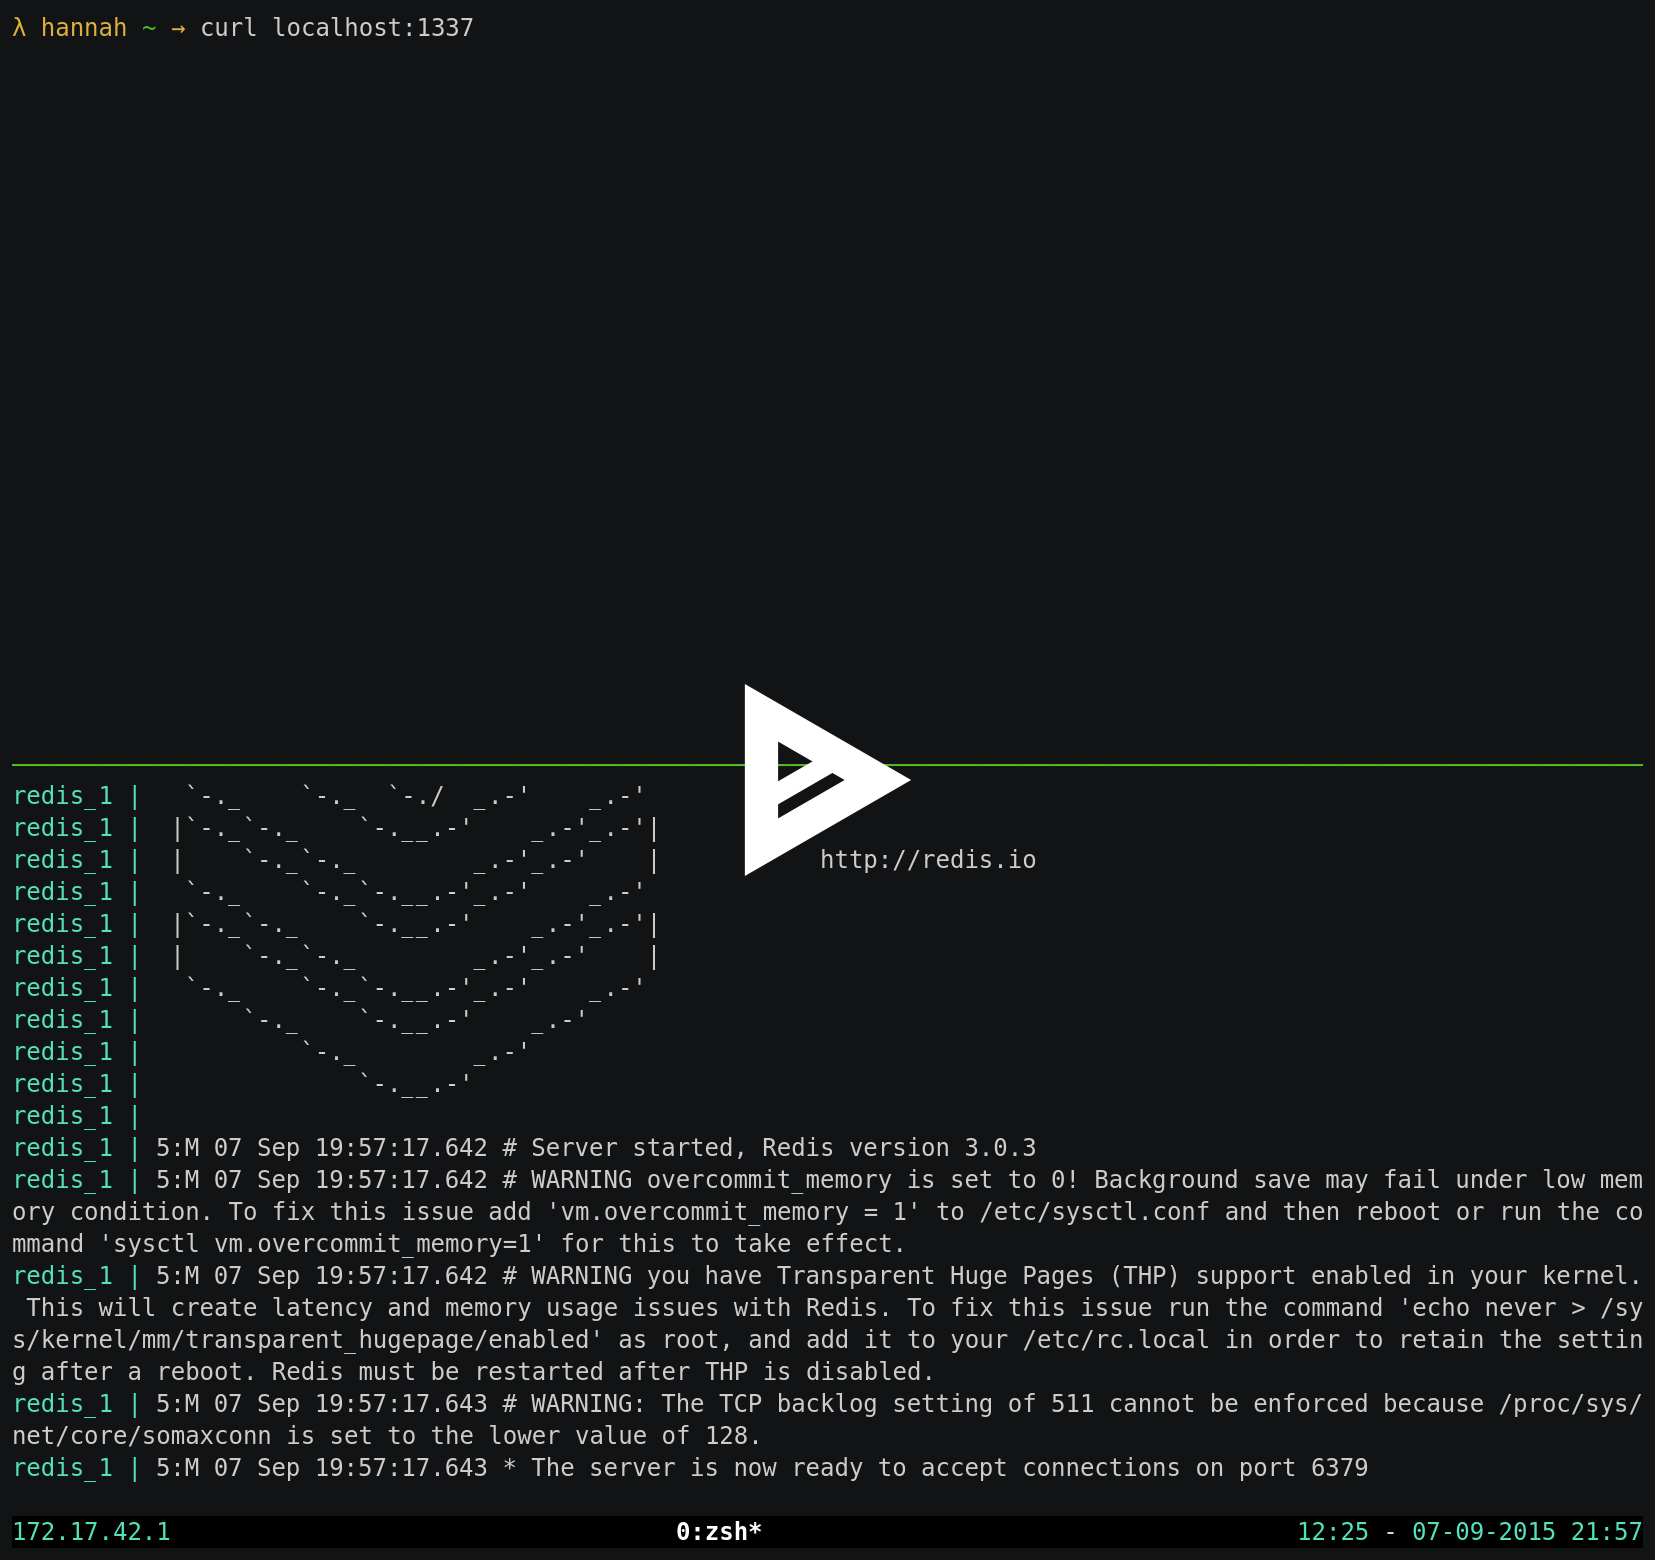 λ hannah ~ → curl localhost:1337
redis_1 |   `-._    `-._  `-./  _.-'    _.-'
redis_1 |  |`-._`-._    `-.__.-'    _.-'_.-'|
redis_1 |  |    `-._`-._        _.-'_.-'    |           http://redis.io
redis_1 |   `-._    `-._`-.__.-'_.-'    _.-'
redis_1 |  |`-._`-._    `-.__.-'    _.-'_.-'|
redis_1 |  |    `-._`-._        _.-'_.-'    |
redis_1 |   `-._    `-._`-.__.-'_.-'    _.-'
redis_1 |       `-._    `-.__.-'    _.-'
redis_1 |           `-._        _.-'
redis_1 |               `-.__.-'
redis_1 |
redis_1 | 5:M 07 Sep 19:57:17.642 # Server started, Redis version 3.0.3
redis_1 | 5:M 07 Sep 19:57:17.642 # WARNING overcommit_memory is set to 0! Background save may fail under low mem
ory condition. To fix this issue add 'vm.overcommit_memory = 1' to /etc/sysctl.conf and then reboot or run the co
mmand 'sysctl vm.overcommit_memory=1' for this to take effect.
redis_1 | 5:M 07 Sep 19:57:17.642 # WARNING you have Transparent Huge Pages (THP) support enabled in your kernel.
 This will create latency and memory usage issues with Redis. To fix this issue run the command 'echo never > /sy
s/kernel/mm/transparent_hugepage/enabled' as root, and add it to your /etc/rc.local in order to retain the settin
g after a reboot. Redis must be restarted after THP is disabled.
redis_1 | 5:M 07 Sep 19:57:17.643 # WARNING: The TCP backlog setting of 511 cannot be enforced because /proc/sys/
net/core/somaxconn is set to the lower value of 128.
redis_1 | 5:M 07 Sep 19:57:17.643 * The server is now ready to accept connections on port 6379
172.17.42.1 0:zsh* 12:25 - 07-09-2015 21:57